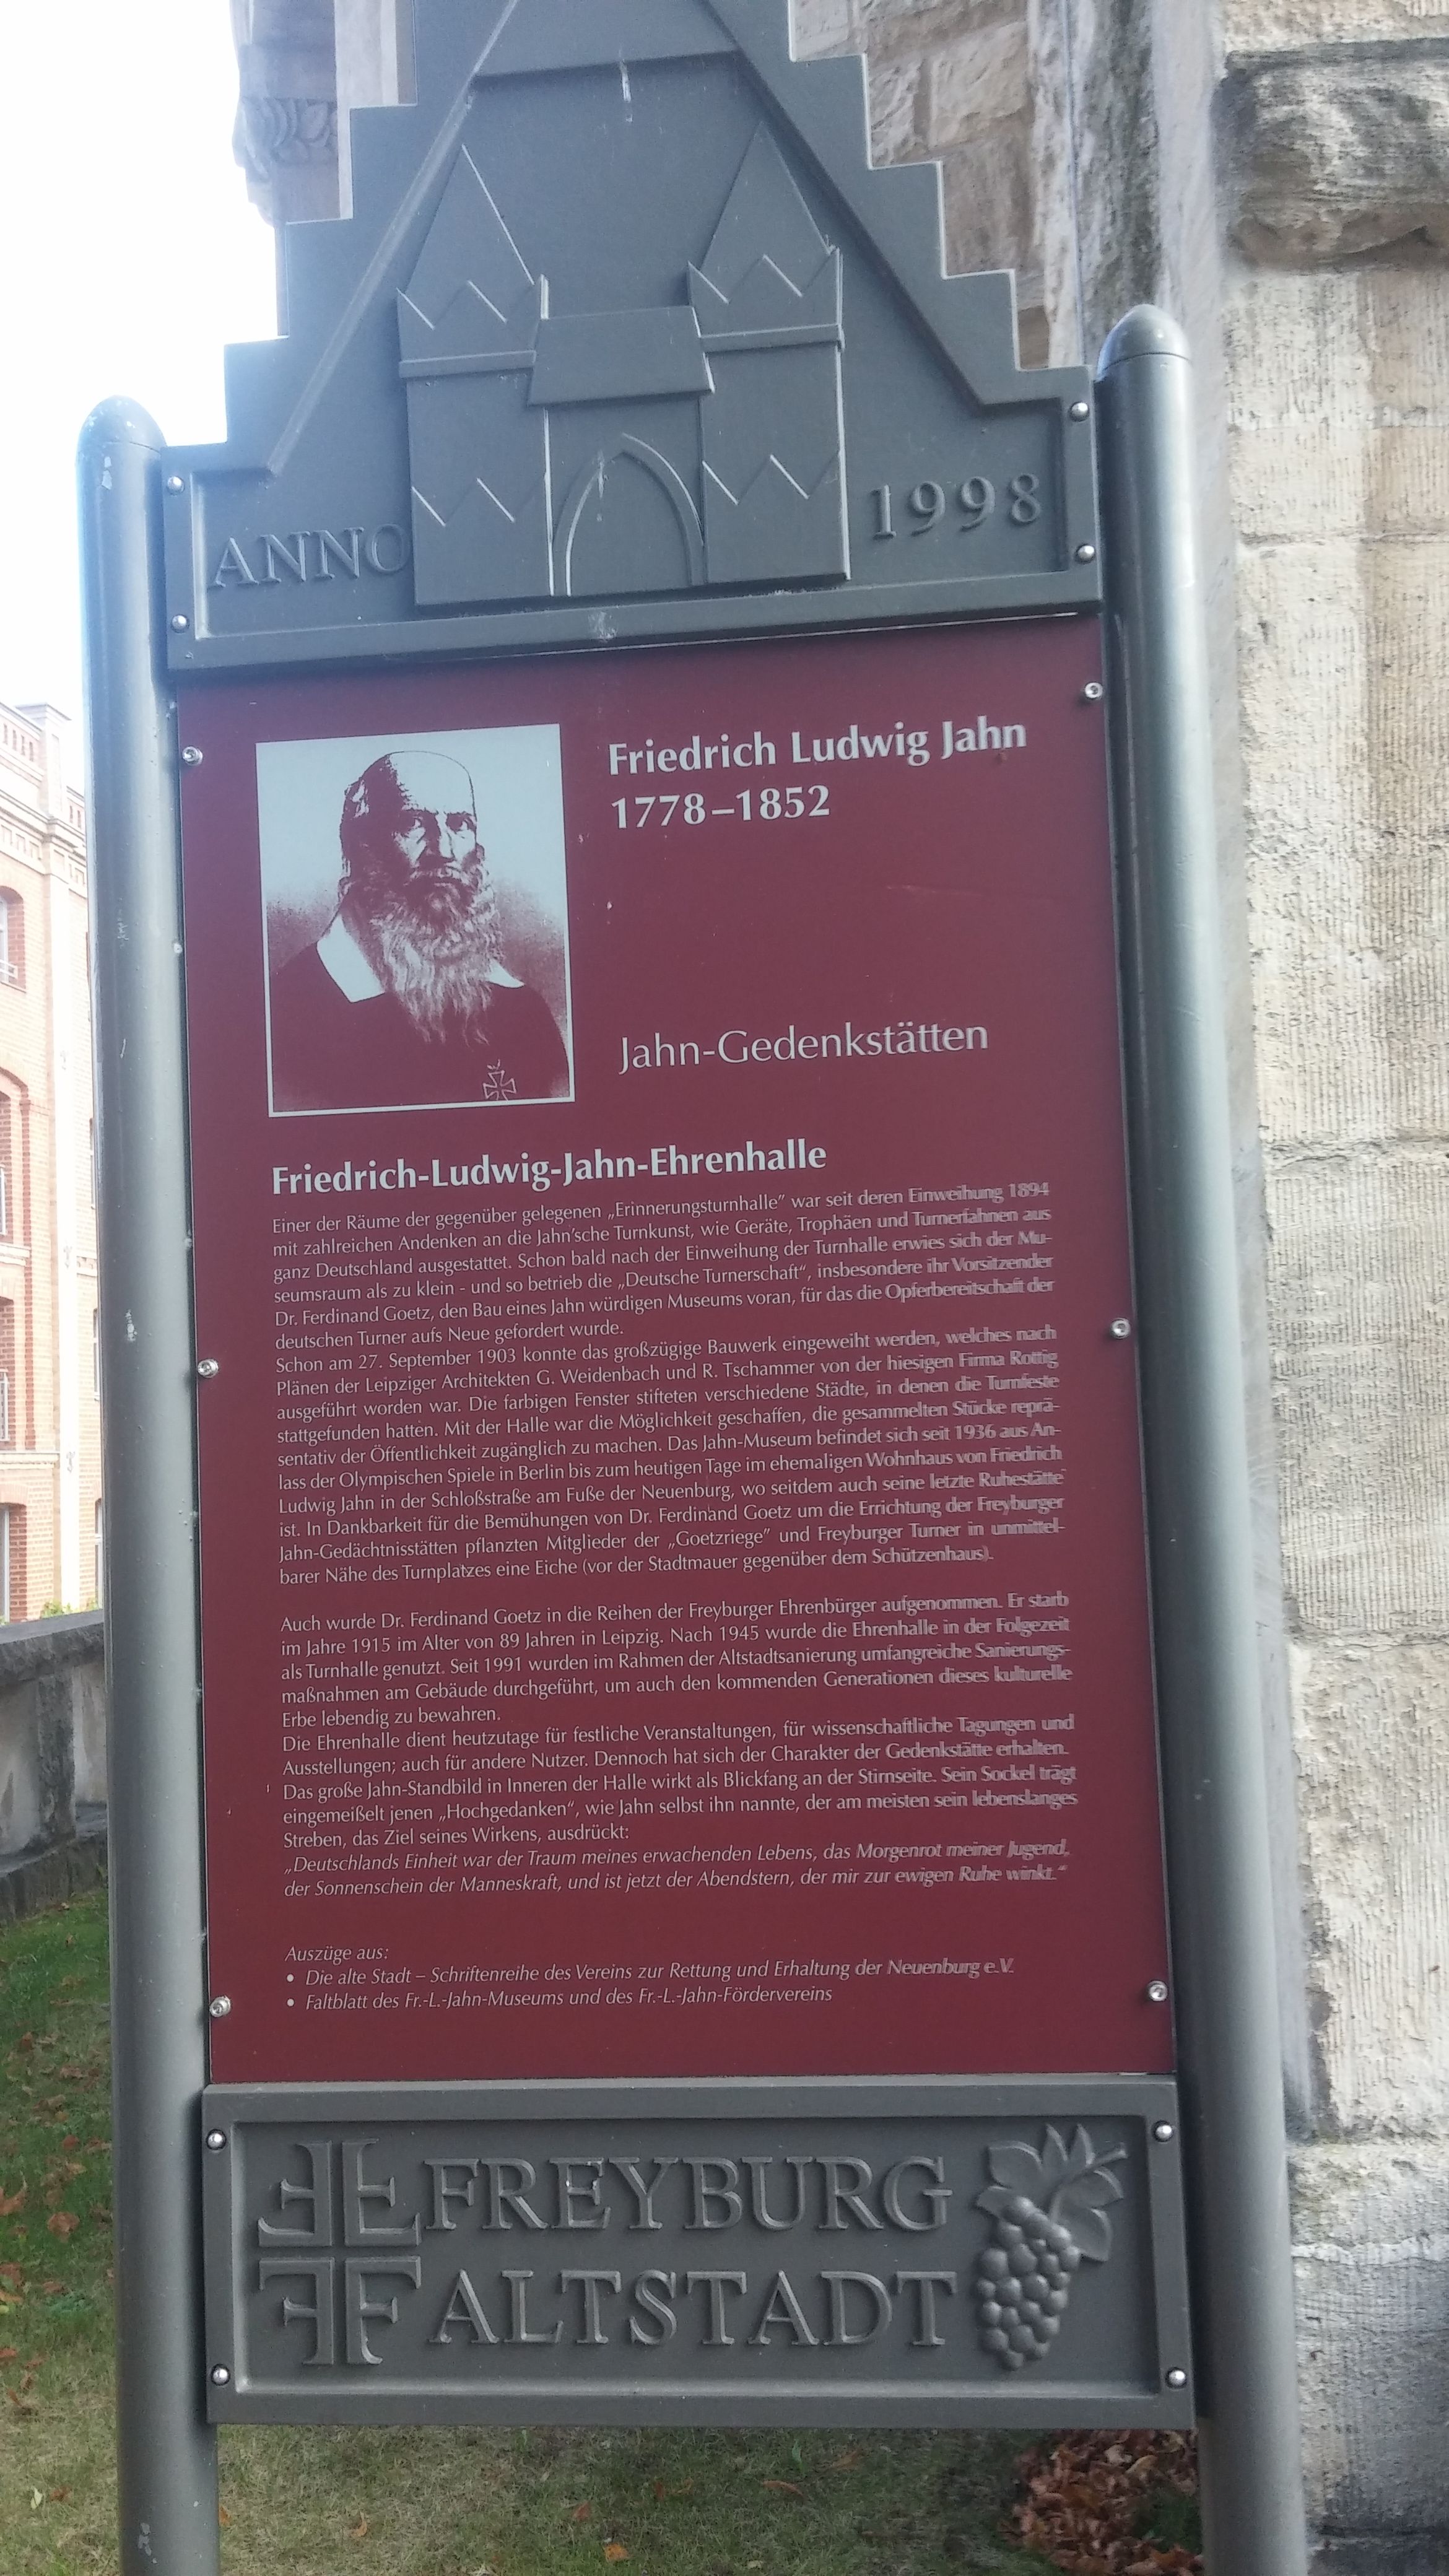 ANNO 1998
Friedrich Ludwig Jahn
1778–1852
Jahn-Gedenkstätten
Friedrich-Ludwig-Jahn-Ehrenhalle
Einer der Räume der gegenüber gelegenen „Erinnerungsturnhalle” war seit deren Einweihung 1894
mit zahlreichen Andenken an die Jahn’sche Turnkunst, wie Geräte, Trophäen und Turnerfahnen aus
ganz Deutschland ausgestattet. Schon bald nach der Einweihung der Turnhalle erwies sich der Mu-
seumsraum als zu klein - und so betrieb die „Deutsche Turnerschaft“, insbesondere ihr Vorsitzender
Dr. Ferdinand Goetz, den Bau eines Jahn würdigen Museums voran, für das die Opferbereitschaft der
deutschen Turner aufs Neue gefordert wurde.
Schon am 27. September 1903 konnte das großzügige Bauwerk eingeweiht werden, welches nach
Plänen der Leipziger Architekten G. Weidenbach und R. Tschammer von der hiesigen Firma Rottig
ausgeführt worden war. Die farbigen Fenster stifteten verschiedene Städte, in denen die Turnfeste
stattgefunden hatten. Mit der Halle war die Möglichkeit geschaffen, die gesammelten Stücke reprä-
sentativ der Öffentlichkeit zugänglich zu machen. Das Jahn-Museum befindet sich seit 1936 aus An-
lass der Olympischen Spiele in Berlin bis zum heutigen Tage im ehemaligen Wohnhaus von Friedrich
Ludwig Jahn in der Schloßstraße am Fuße der Neuenburg, wo seitdem auch seine letzte Ruhestätte
ist. In Dankbarkeit für die Bemühungen von Dr. Ferdinand Goetz um die Errichtung der Freyburger
Jahn-Gedächtnisstätten pflanzten Mitglieder der „Goetzriege” und Freyburger Turner in unmittel-
barer Nähe des Turnplatzes eine Eiche (vor der Stadtmauer gegenüber dem Schützenhaus).
Auch wurde Dr. Ferdinand Goetz in die Reihen der Freyburger Ehrenbürger aufgenommen. Er starb
im Jahre 1915 im Alter von 89 Jahren in Leipzig. Nach 1945 wurde die Ehrenhalle in der Folgezeit
als Turnhalle genutzt. Seit 1991 wurden im Rahmen der Altstadtsanierung umfangreiche Sanierungs-
maßnahmen am Gebäude durchgeführt, um auch den kommenden Generationen dieses kulturelle
Erbe lebendig zu bewahren.
Die Ehrenhalle dient heutzutage für festliche Veranstaltungen, für wissenschaftliche Tagungen und
Ausstellungen; auch für andere Nutzer. Dennoch hat sich der Charakter der Gedenkstätte erhalten.
Das große Jahn-Standbild in Inneren der Halle wirkt als Blickfang an der Stirnseite. Sein Sockel trägt
eingemeißelt jenen „Hochgedanken“, wie Jahn selbst ihn nannte, der am meisten sein lebenslanges
Streben, das Ziel seines Wirkens, ausdrückt:
„Deutschlands Einheit war der Traum meines erwachenden Lebens, das Morgenrot meiner Jugend,
der Sonnenschein der Manneskraft, und ist jetzt der Abendstern, der mir zur ewigen Ruhe winkt.“
Auszüge aus:
• Die alte Stadt – Schriftenreihe des Vereins zur Rettung und Erhaltung der Neuenburg e.V.
• Faltblatt des Fr.-L.-Jahn-Museums und des Fr.-L.-Jahn-Fördervereins
FREYBURG
ALTSTADT